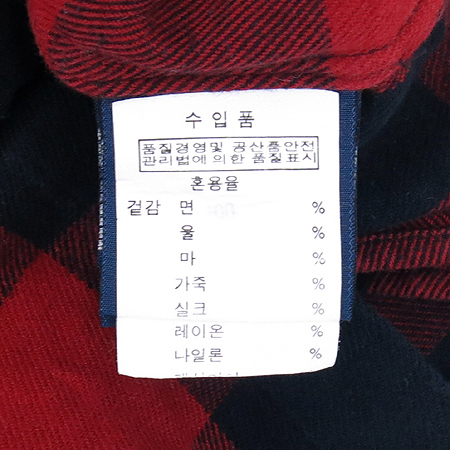 수입품
품질경영및 공산품안전
관리법에 의한 품질표시
혼용율
겉감 면 %
울 %
마 %
가죽 %
실크 %
레이온 %
나일론 %